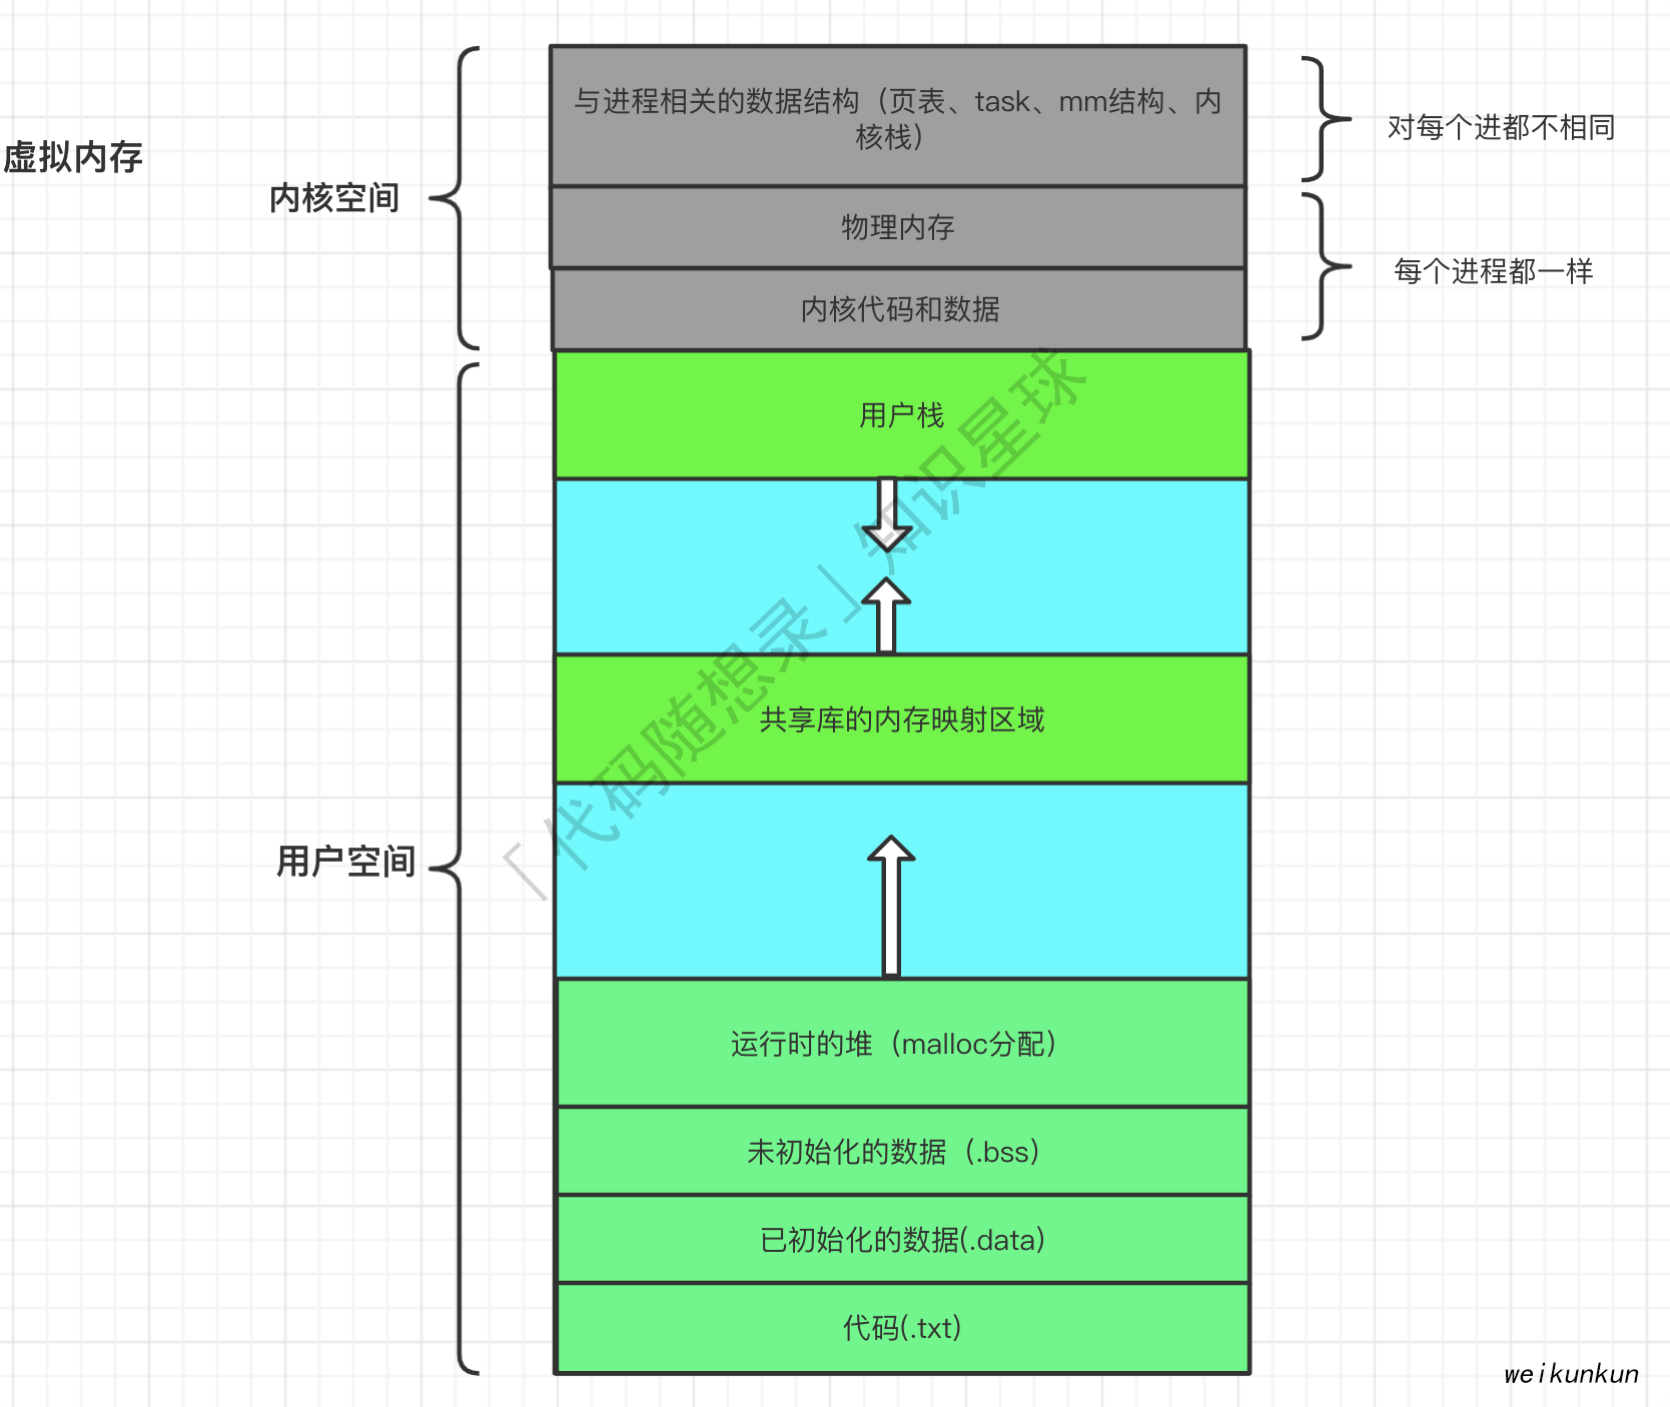 虚拟内存
内核空间
与进程相关的数据结构（页表、task、mm结构、内
核栈）
对每个进都不相同
物理内存
每个进程都一样
内核代码和数据
用户栈
共享库的内存映射区域
用户空间
运行时的堆（malloc分配）
未初始化的数据（.bss）
已初始化的数据(.data)
代码(.txt)
「代码随想录」知识星球
weikunkun